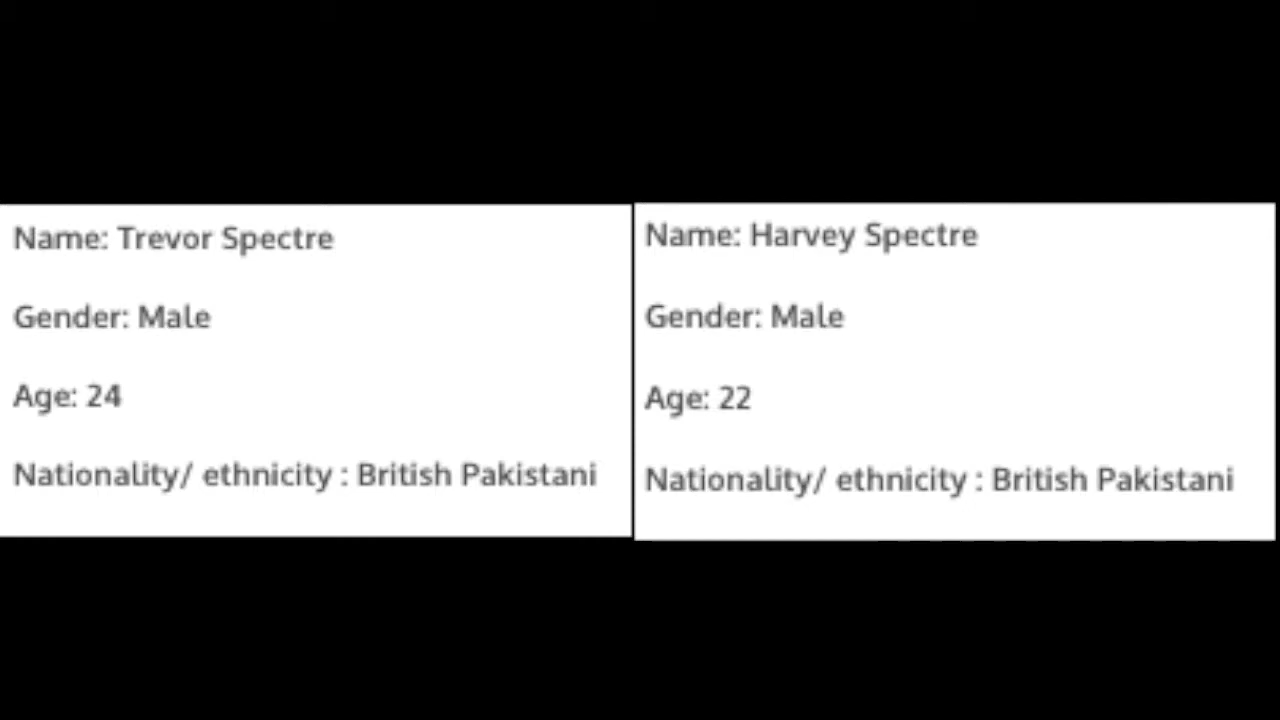 Name: Trevor Spectre
Gender: Male
Age: 24
Nationality/ ethnicity : British Pakistani
Name: Harvey Spectre
Gender: Male
Age: 22
Nationality/ ethnicity : British Pakistani